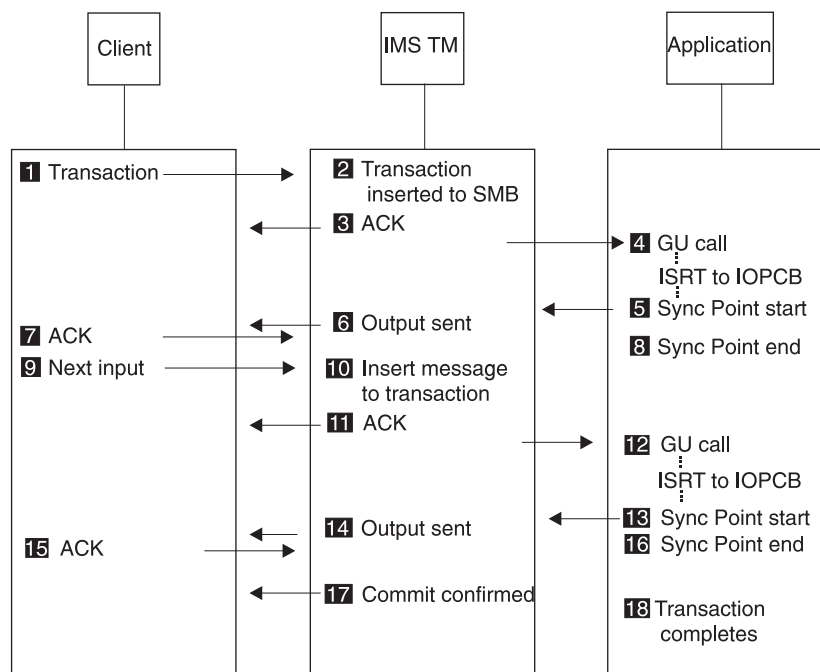 Client
IMS TM
Application
1 Transaction
2 Transaction
inserted to SMB
3 ACK
4 GU call
ISRT to IOPCB
5 Sync Point start
6 Output sent
7 ACK
8 Sync Point end
9 Next input
10 Insert message
to transaction
11 ACK
12 GU call
ISRT to IOPCB
13 Sync Point start
14 Output sent
15 ACK
16 Sync Point end
17 Commit confirmed
18 Transaction
completes